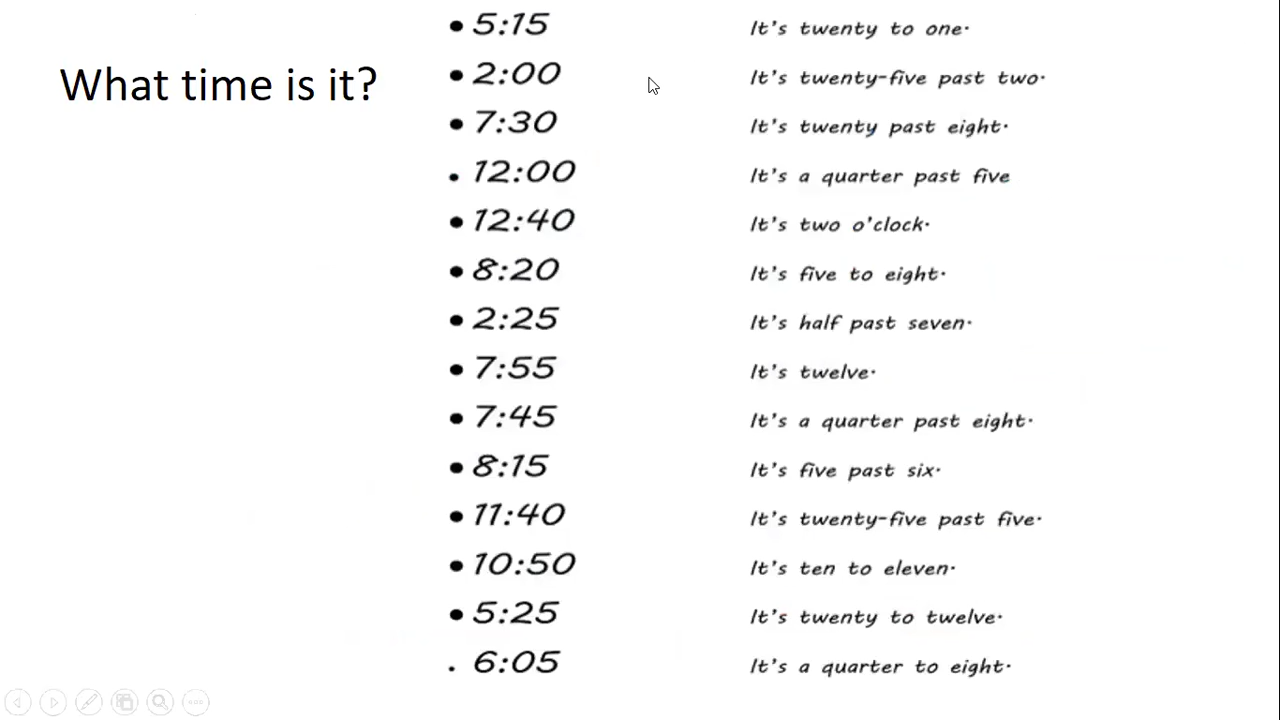 What time is it?
• 5:15 It's twenty to one.
• 2:00 It's twenty-five past two.
• 7:30 It's twenty past eight.
. 12:00 It's a quarter past five
• 12:40 It's two o'clock.
• 8:20 It's five to eight.
• 2:25 It's half past seven.
• 7:55 It's twelve.
• 7:45 It's a quarter past eight.
• 8:15 It's five past six.
• 11:40 It's twenty-five past five.
• 10:50 It's ten to eleven.
• 5:25 It's twenty to twelve.
. 6:05 It's a quarter to eight.